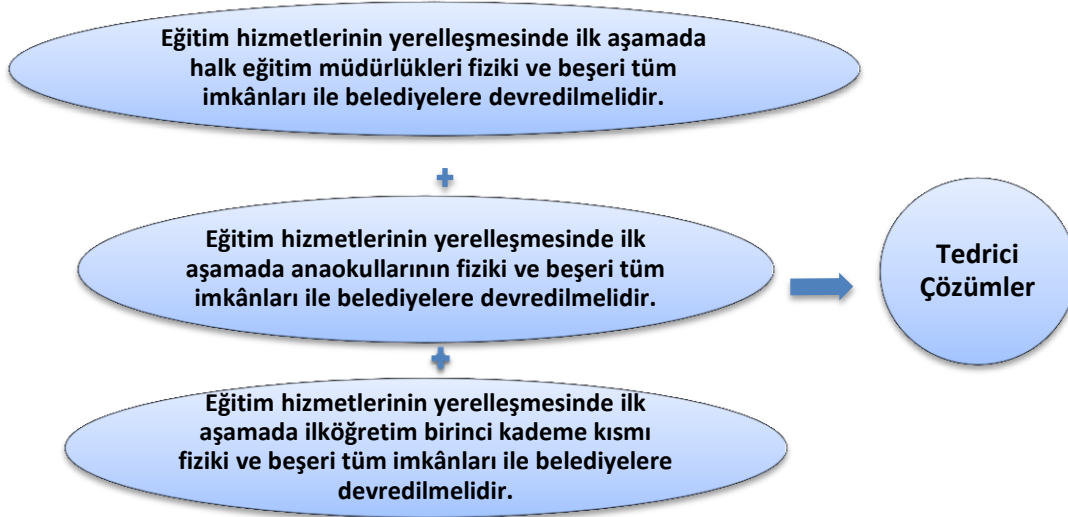 Eğitim hizmetlerinin yerelleşmesinde ilk aşamada
halk eğitim müdürlükleri fiziki ve beşeri tüm
imkânları ile belediyelere devredilmelidir.
Eğitim hizmetlerinin yerelleşmesinde ilk
aşamada anaokullarının fiziki ve beşeri tüm
imkânları ile belediyelere devredilmelidir.
Tedrici
Çözümler
Eğitim hizmetlerinin yerelleşmesinde ilk
aşamada ilköğretim birinci kademe kısmı
fiziki ve beşeri tüm imkânları ile belediyelere
devredilmelidir.